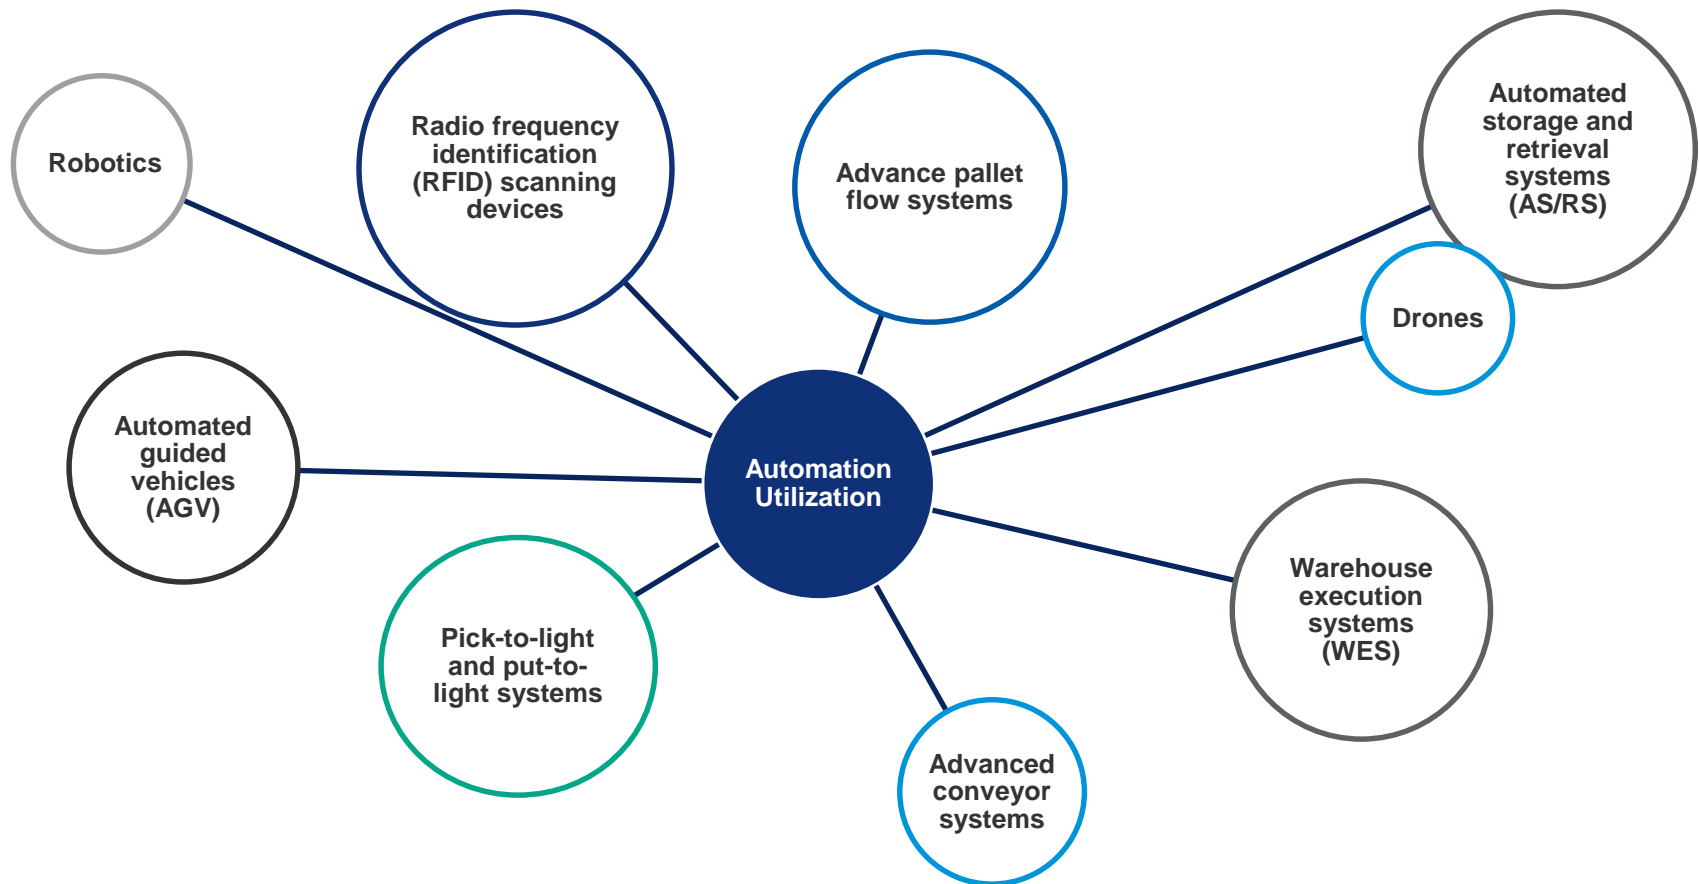 Robotics
Radio frequency
identification
(RFID) scanning
devices
Advance pallet
flow systems
Automated
storage and
retrieval
systems
(AS/RS)
Drones
Automated
guided
vehicles
(AGV)
Automation
Utilization
Pick-to-light
and put-to-
light systems
Advanced
conveyor
systems
Warehouse
execution
systems
(WES)